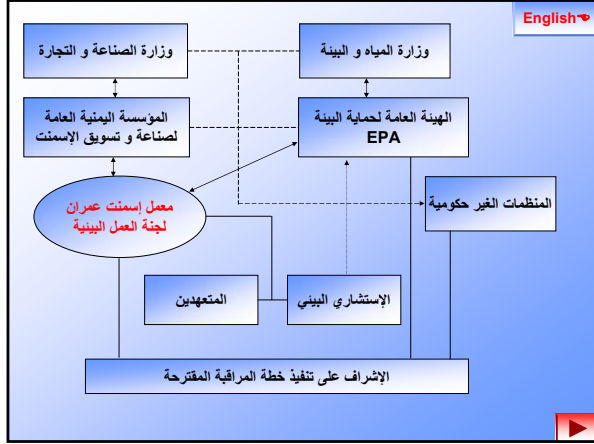 English
وزارة المياه و البيئة
وزارة الصناعة و التجارة
الهيئة العامة لحماية البيئة
EPA
المؤسسة اليمنية العامة
لصناعة و تسويق الإسمنت
المنظمات الغير حكومية
معمل إسمنت عمران
لجنة العمل البيئية
الإستشاري البيئي
المتعهدين
الإشراف على تنفيذ خطة المراقبة المقترحة